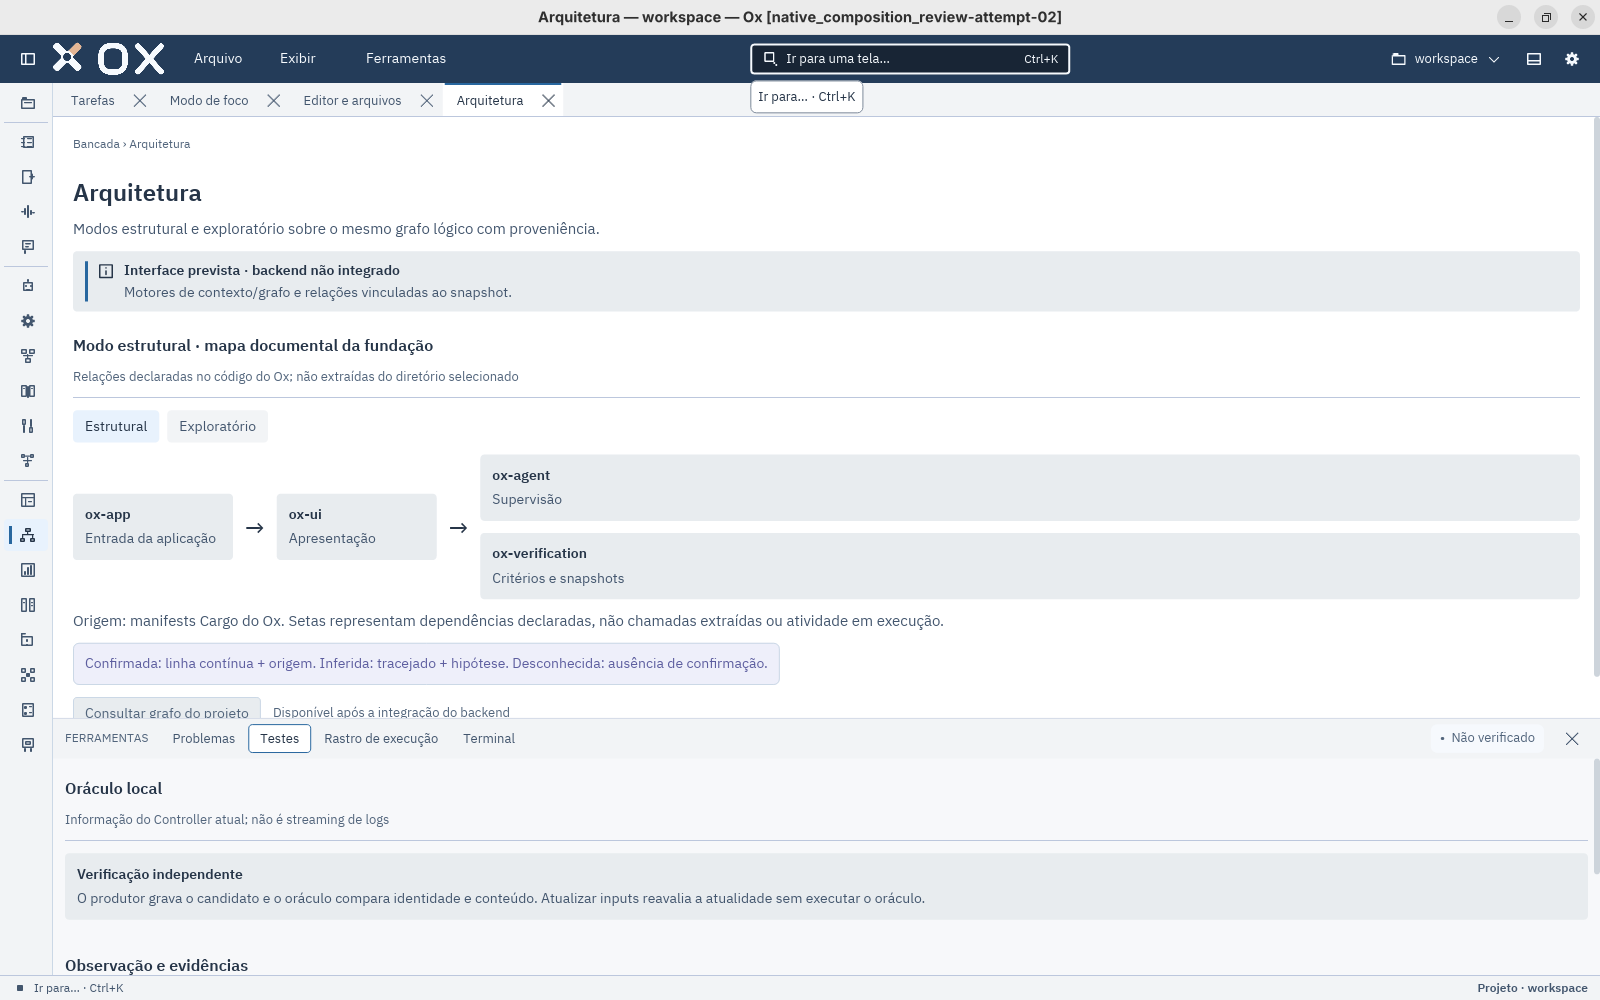 Arquitetura — workspace — Ox [native_composition_review-attempt-02]
OX
Arquivo
Exibir
Ferramentas
Ir para uma tela...
Ctrl+K
workspace
Tarefas
Modo de foco
Editor e arquivos
Arquitetura
Ir para... · Ctrl+K
Bancada › Arquitetura
Arquitetura
Modos estrutural e exploratório sobre o mesmo grafo lógico com proveniência.
Interface prevista · backend não integrado
Motores de contexto/grafo e relações vinculadas ao snapshot.
Modo estrutural · mapa documental da fundação
Relações declaradas no código do Ox; não extraídas do diretório selecionado
Estrutural
Exploratório
ox-app
Entrada da aplicação
→
ox-ui
Apresentação
→
ox-agent
Supervisão
ox-verification
Critérios e snapshots
Origem: manifests Cargo do Ox. Setas representam dependências declaradas, não chamadas extraídas ou atividade em execução.
Confirmada: linha contínua + origem. Inferida: tracejado + hipótese. Desconhecida: ausência de confirmação.
Consultar grafo do projeto
Disponível após a integração do backend
FERRAMENTAS
Problemas
Testes
Rastro de execução
Terminal
• Não verificado
Oráculo local
Informação do Controller atual; não é streaming de logs
Verificação independente
O produtor grava o candidato e o oráculo compara identidade e conteúdo. Atualizar inputs reavalia a atualidade sem executar o oráculo.
Observação e evidências
Ir para... · Ctrl+K
Projeto · workspace